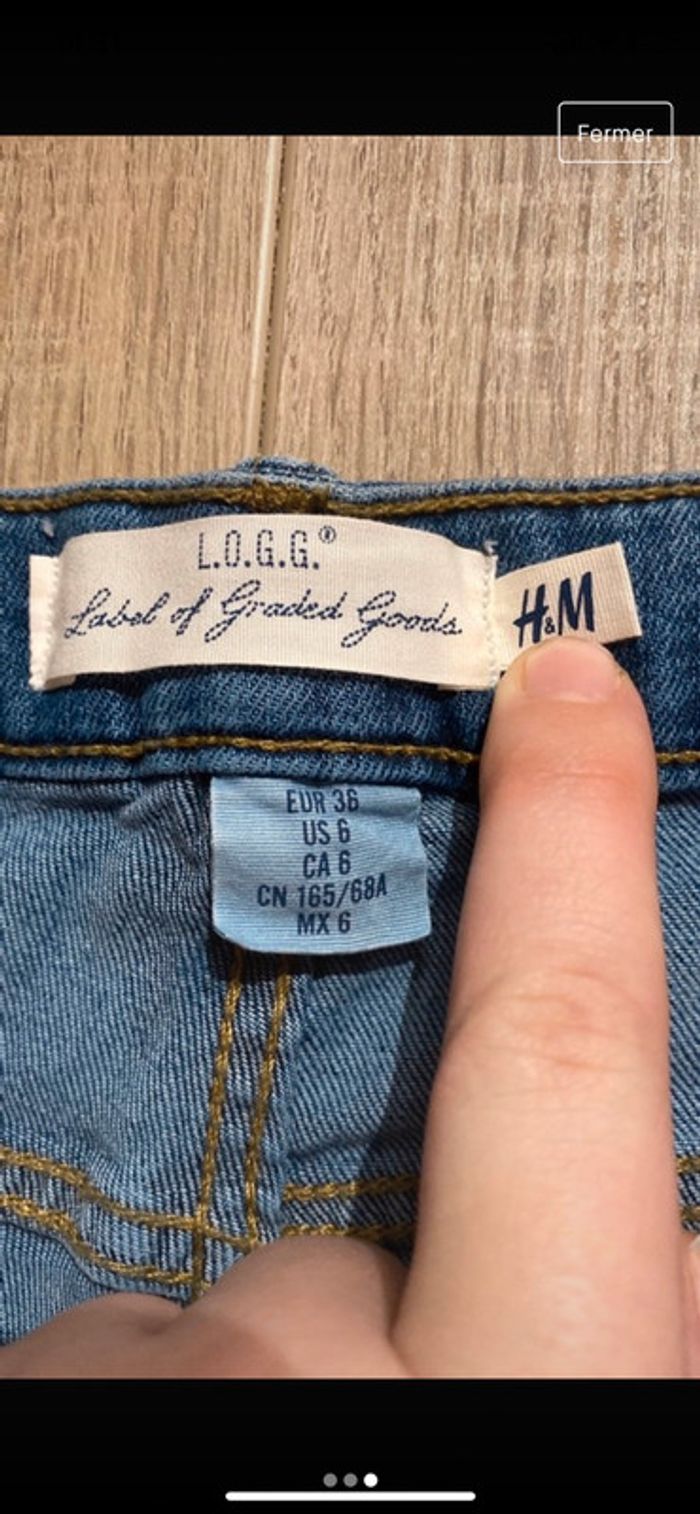 Fermer
L.O.G.G.®
Label of Graded Goods
H&M
EUR 36
US 6
CA 6
CN 165/68A
MX 6